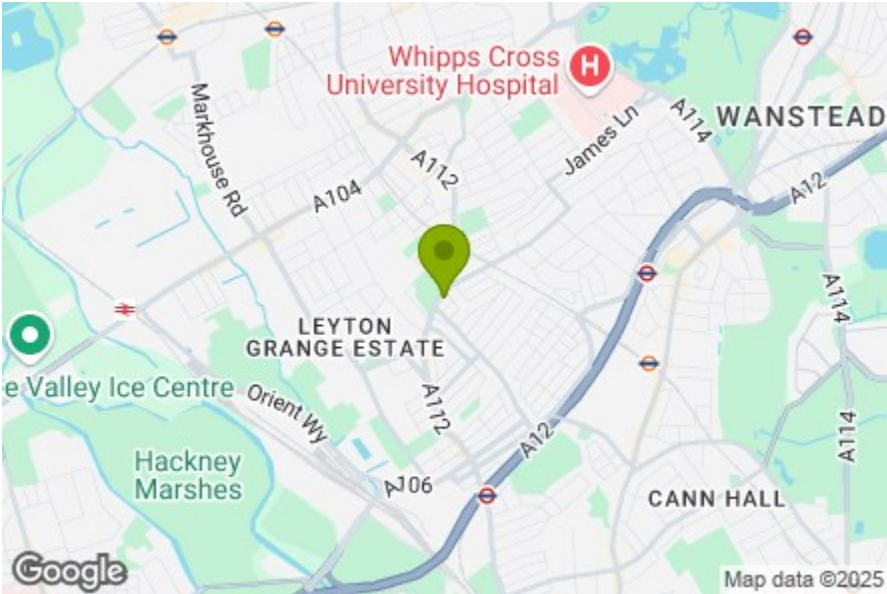 Whipps Cross
University Hospital
H
WANSTEAD
A114
James Ln
Markhouse Rd
A112
A104
A12
A114
LEYTON
GRANGE ESTATE
e Valley Ice Centre
Orient Wy
A112
A12
A114
Hackney
Marshes
A106
CANN HALL
Google
Map data ©2025